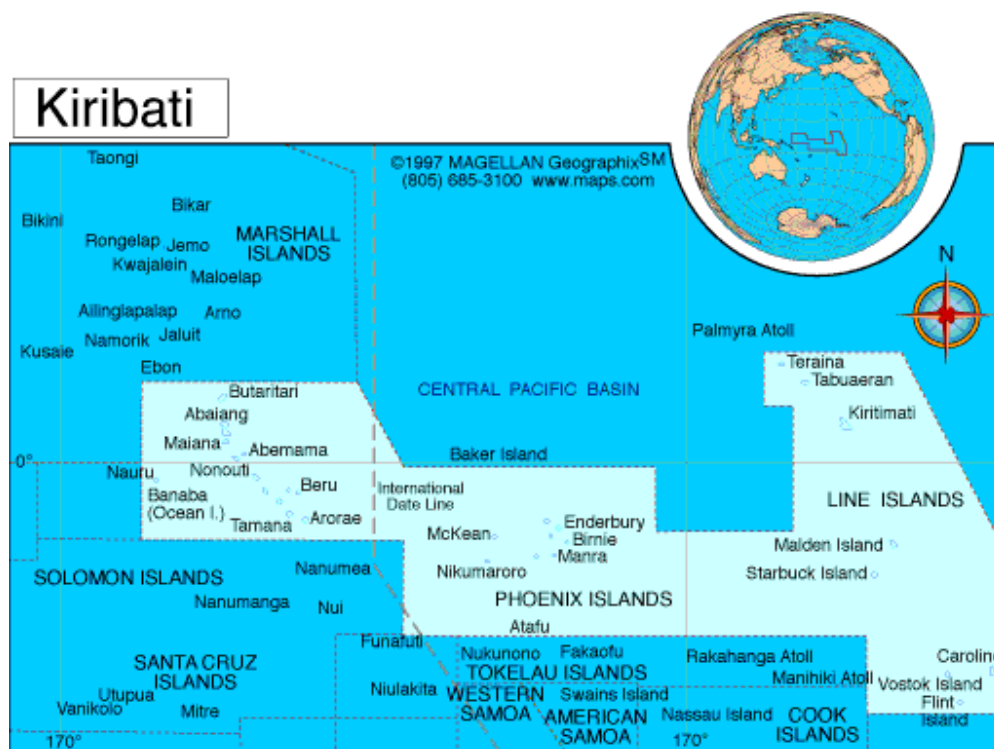 Kiribati
©1997 MAGELLAN GeographixSM
(805) 685-3100 www.maps.com
N
Taongi
Bikar
Bikini
Rongelap
Jemo
MARSHALL
ISLANDS
Kwajalein
Maloelap
Ailinglapalap
Arno
Namorik
Jaluit
Kusaie
Ebon
Palmyra Atoll
Teraina
Tabuaeran
CENTRAL PACIFIC BASIN
Butaritari
Abaiang
Kiritimati
Maiana
Abemama
Baker Island
0°
Nauru
Nonouti
Beru
International
Date Line
Banaba
(Ocean I.)
Tamana
Arorae
LINE ISLANDS
McKean
Enderbury
Birnie
Manra
Malden Island
Nikumaroro
Starbuck Island
SOLOMON ISLANDS
Nanumea
Nanumanga
Nui
PHOENIX ISLANDS
Atafu
Funafuti
Nukunono
Fakaofu
Rakahanga Atoll
Caroline
SANTA CRUZ
ISLANDS
TOKELAU ISLANDS
Manihiki Atoll
Vostok Island
Utupua
Niulakita
WESTERN
SAMOA
Swains Island
Flint
Island
Vanikolo
Mitre
AMERICAN
SAMOA
Nassau Island
COOK
ISLANDS
170°
170°